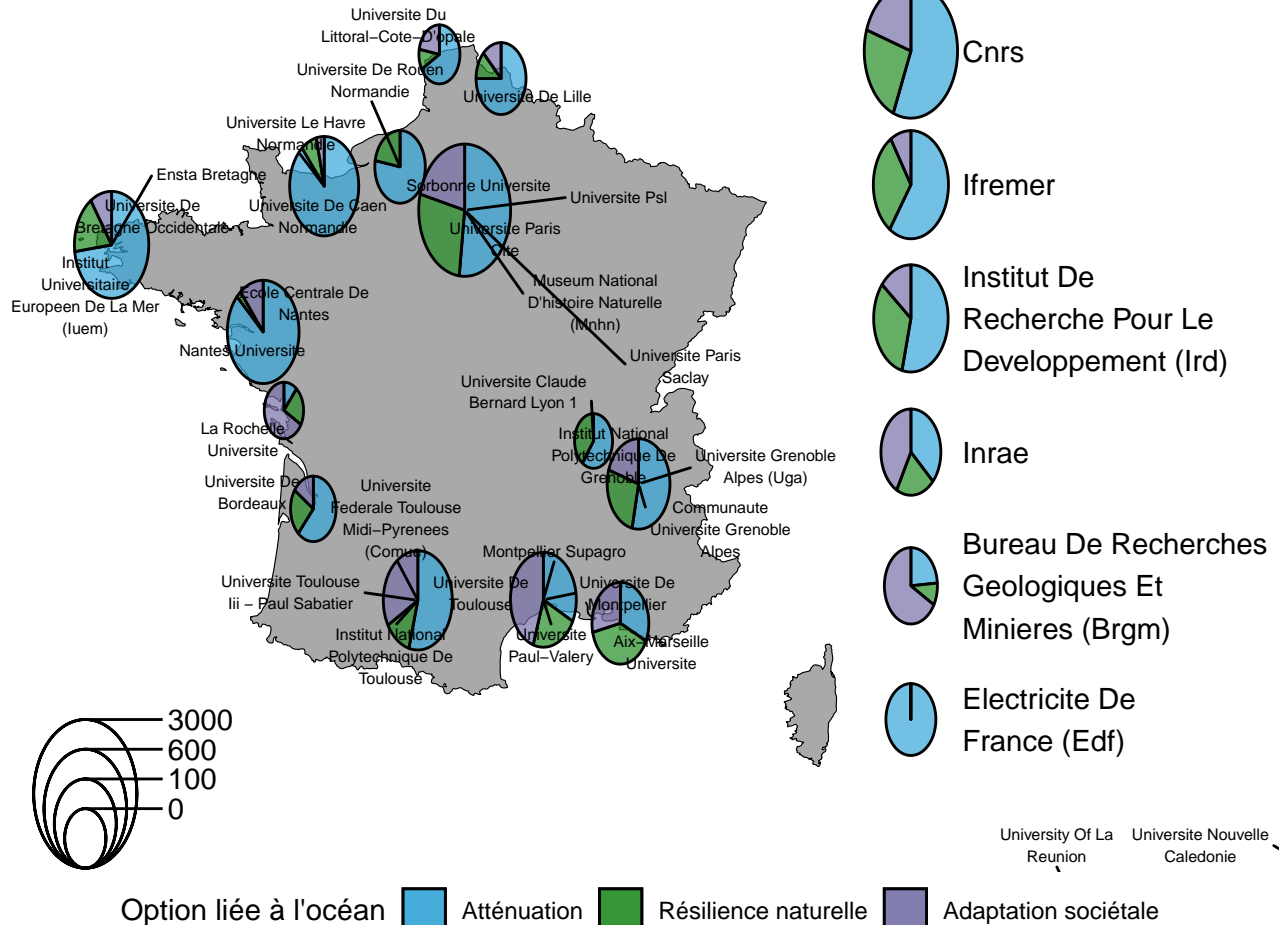 Universite Du
Littoral−Cote−D'opale
Universite De Rouen
Normandie
Universite De Lille
Universite Le Havre
Normandie
Ensta Bretagne
Universite De
Bretagne Occidentale
Institut
Universitaire
Europeen De La Mer
(Iuem)
Universite De Caen
Normandie
Sorbonne Universite
Universite Psl
Universite Paris
Cite
Museum National
D'histoire Naturelle
(Mnhn)
Universite Paris
Saclay
Ecole Centrale De
Nantes
Nantes Universite
La Rochelle
Universite
Universite De
Bordeaux
Universite Claude
Bernard Lyon 1
Institut National
Polytechnique De
Grenoble
Universite Grenoble
Alpes (Uga)
Communaute
Universite Grenoble
Alpes
Universite
Federale Toulouse
Midi−Pyrenees
(Comue)
Universite Toulouse
Iii − Paul Sabatier
Universite De
Toulouse
Institut National
Polytechnique De
Toulouse
Montpellier Supagro
Universite De
Montpellier
Universite
Paul−Valery
Aix−Marseille
Universite
Cnrs
Ifremer
Institut De
Recherche Pour Le
Developpement (Ird)
Inrae
Bureau De Recherches
Geologiques Et
Minieres (Brgm)
Electricite De
France (Edf)
3000
600
100
0
University Of La
Reunion
Universite Nouvelle
Caledonie
Option liée à l'océan
Atténuation
Résilience naturelle
Adaptation sociétale